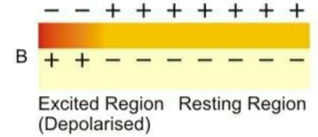 − − + + + + + + +
B + + − − − − − − −
Excited Region Resting Region
(Depolarised)